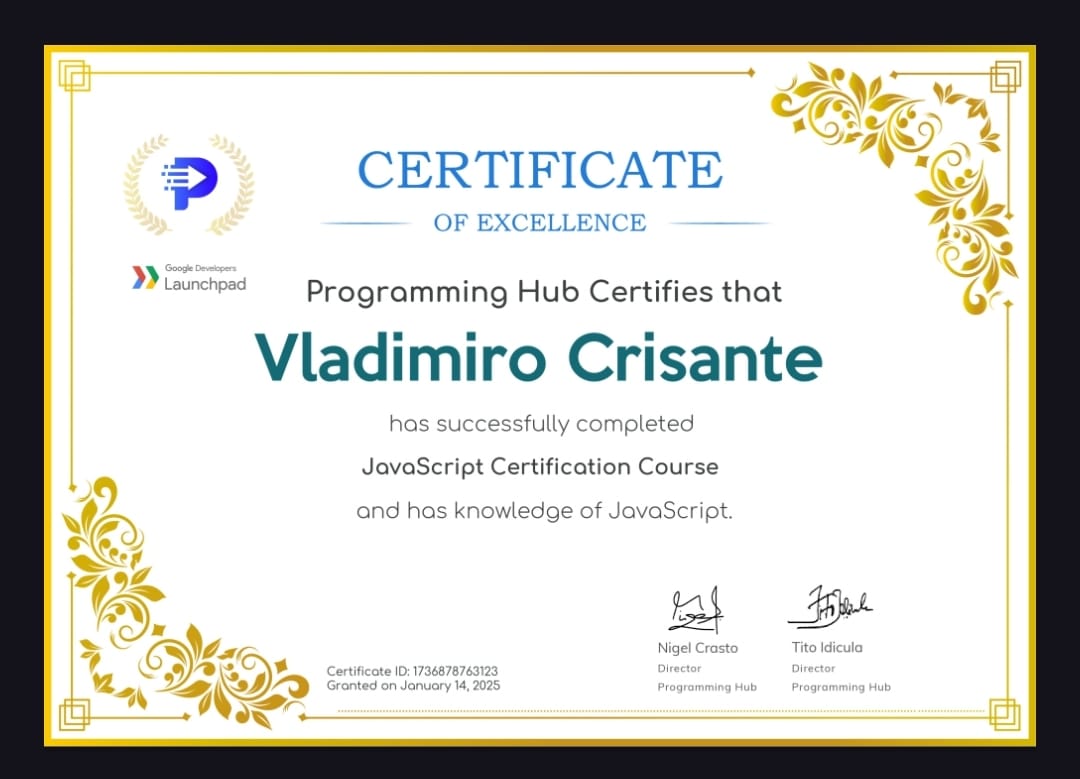 CERTIFICATE
OF EXCELLENCE
Google Developers
Launchpad
Programming Hub Certifies that
Vladimiro Crisante
has successfully completed
JavaScript Certification Course
and has knowledge of JavaScript.
Nigel Crasto
Director
Programming Hub
Tito Idicula
Director
Programming Hub
Certificate ID: 1736878763123
Granted on January 14, 2025